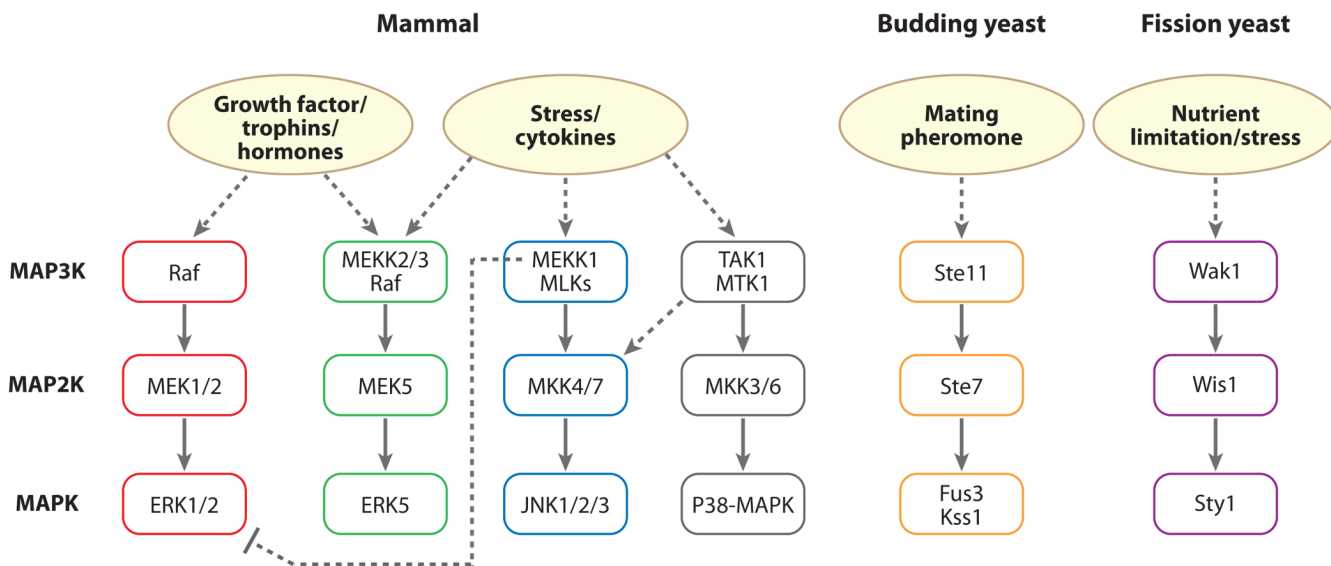 Mammal
Budding yeast
Fission yeast
Growth factor/
trophins/
hormones
Stress/
cytokines
Mating
pheromone
Nutrient
limitation/stress
MAP3K
Raf
MEKK2/3
Raf
MEKK1
MLKs
TAK1
MTK1
Ste11
Wak1
MAP2K
MEK1/2
MEK5
MKK4/7
MKK3/6
Ste7
Wis1
MAPK
ERK1/2
ERK5
JNK1/2/3
P38-MAPK
Fus3
Kss1
Sty1